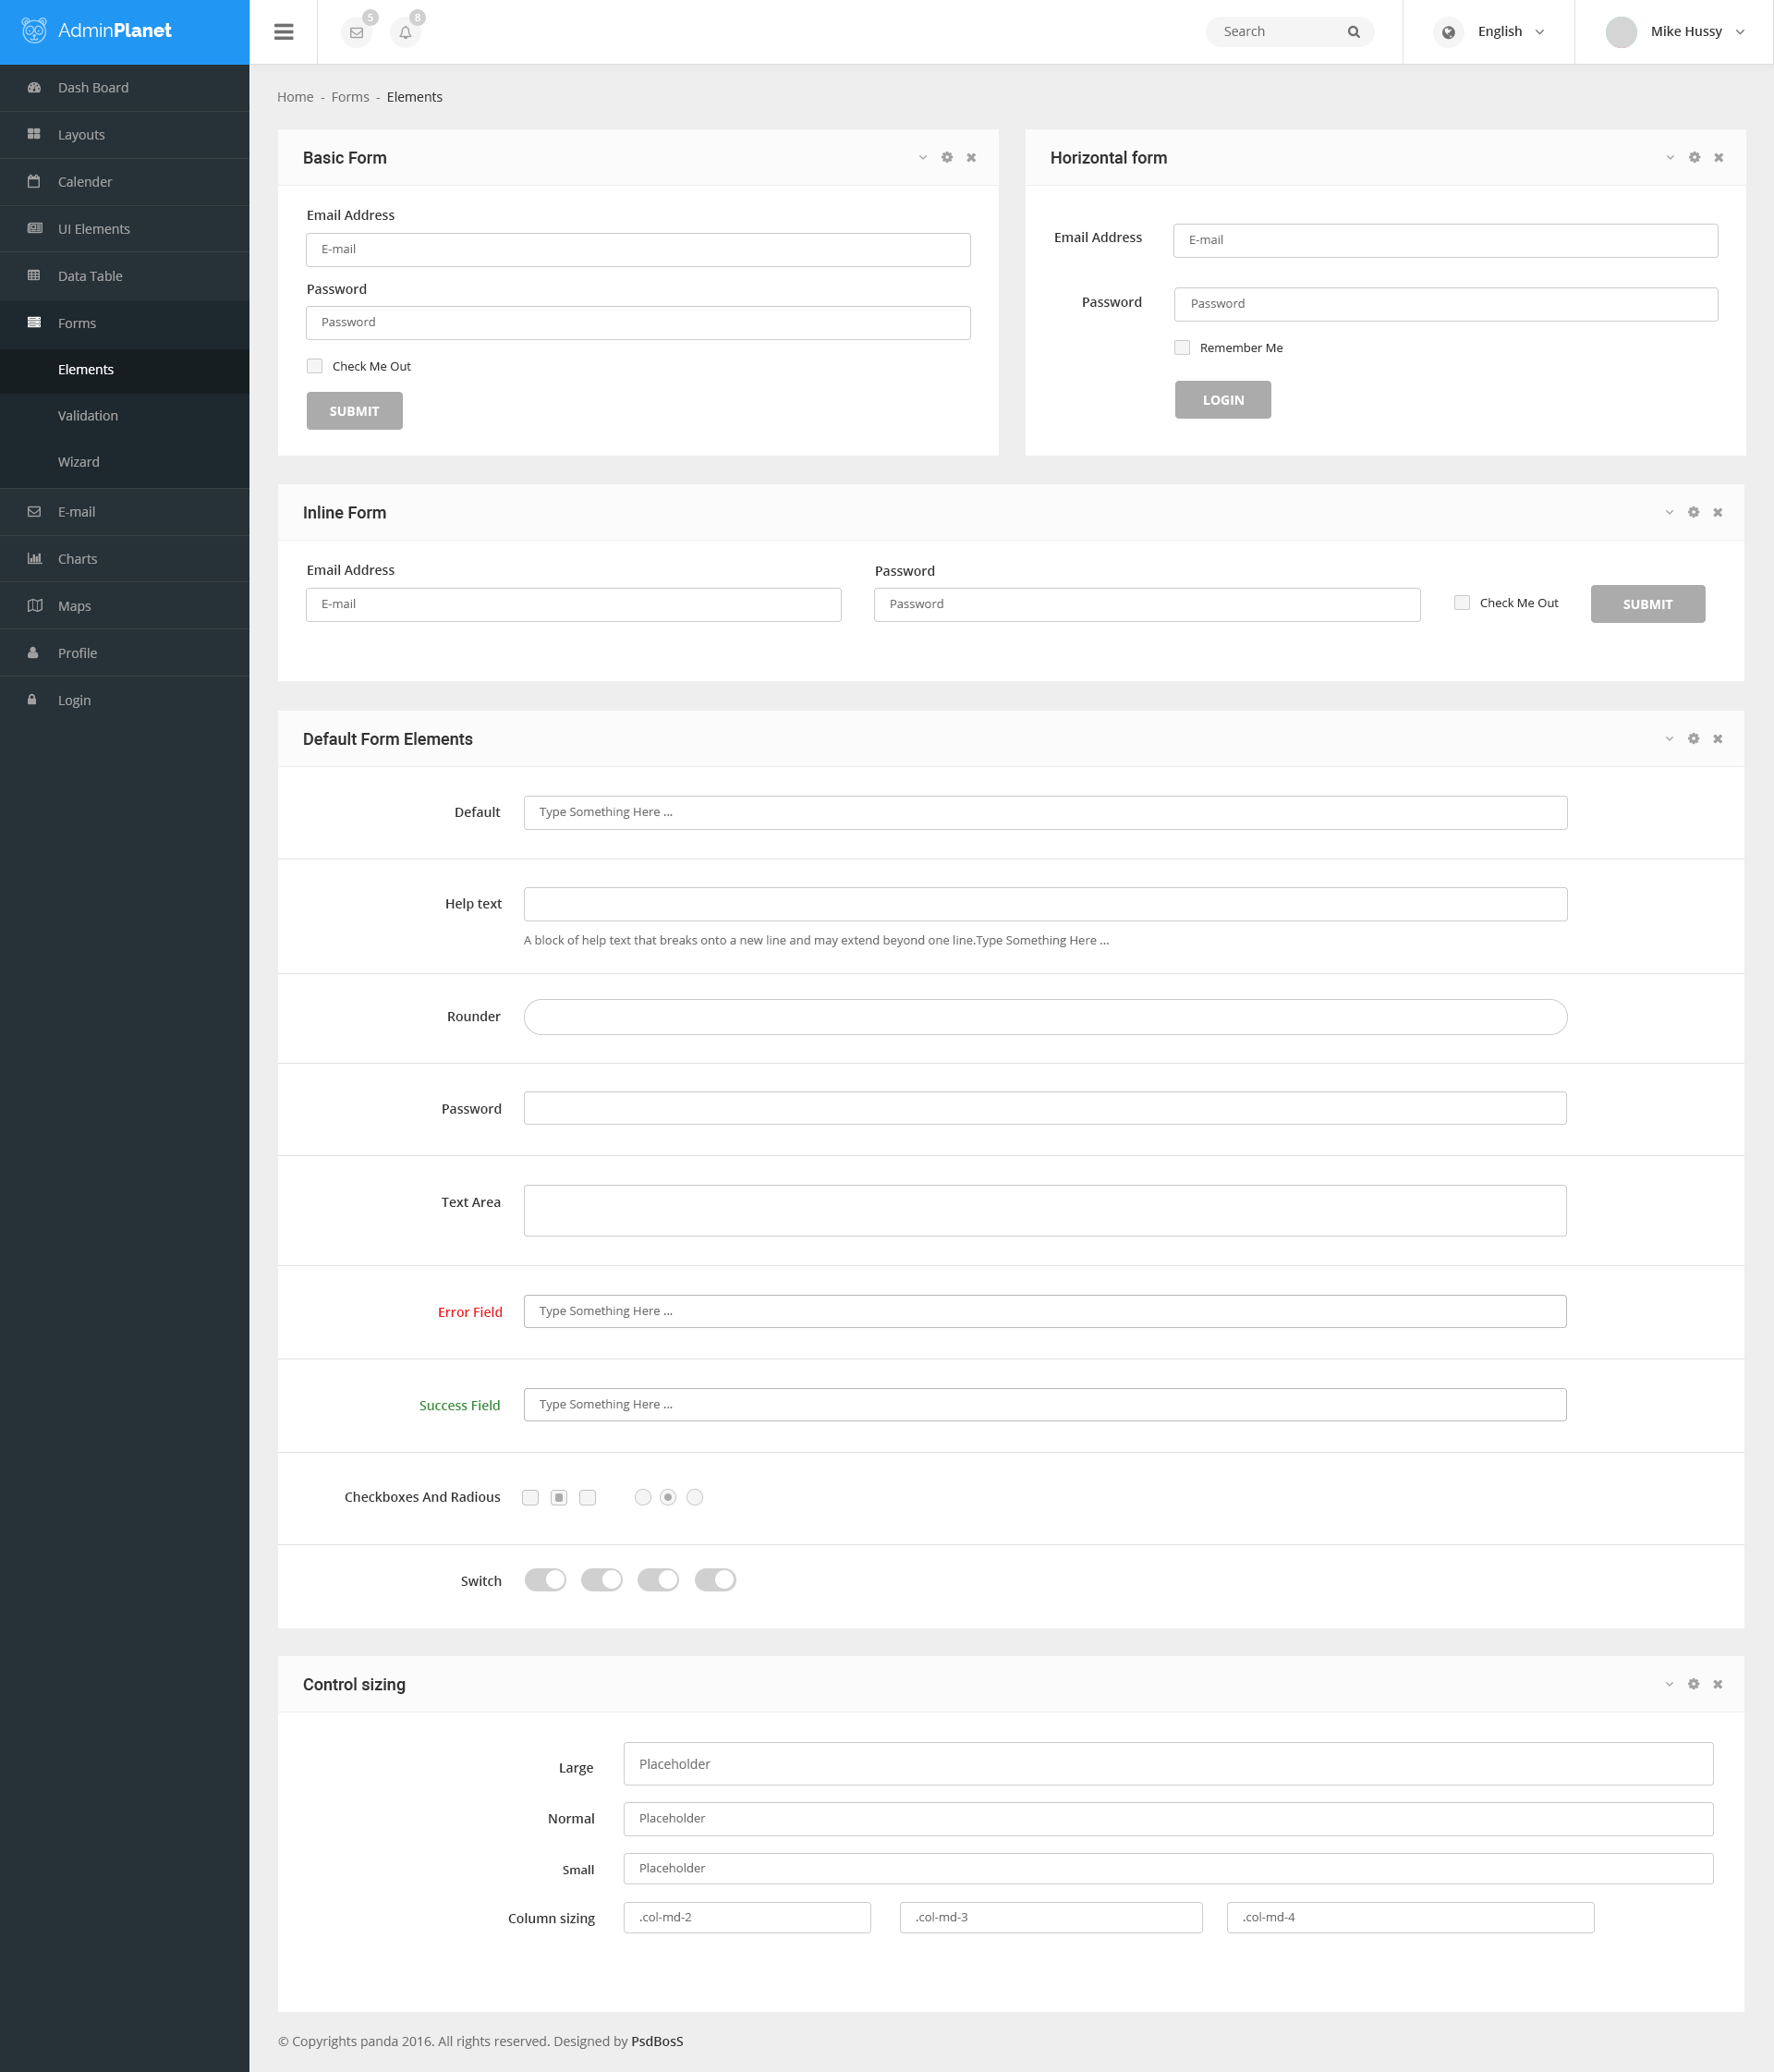 AdminPlanet
5
8
Search
English
Mike Hussy
Dash Board
Layouts
Calender
UI Elements
Data Table
Forms
Elements
Validation
Wizard
E-mail
Charts
Maps
Profile
Login
Home - Forms - Elements
Basic Form
Email Address
E-mail
Password
Password
Check Me Out
SUBMIT
Horizontal form
Email Address
E-mail
Password
Password
Remember Me
LOGIN
Inline Form
Email Address
E-mail
Password
Password
Check Me Out
SUBMIT
Default Form Elements
Default
Type Something Here ...
Help text
A block of help text that breaks onto a new line and may extend beyond one line.Type Something Here ...
Rounder
Password
Text Area
Error Field
Type Something Here ...
Success Field
Type Something Here ...
Checkboxes And Radious
Switch
Control sizing
Large
Placeholder
Normal
Placeholder
Small
Placeholder
Column sizing
.col-md-2
.col-md-3
.col-md-4
© Copyrights panda 2016. All rights reserved. Designed by PsdBosS